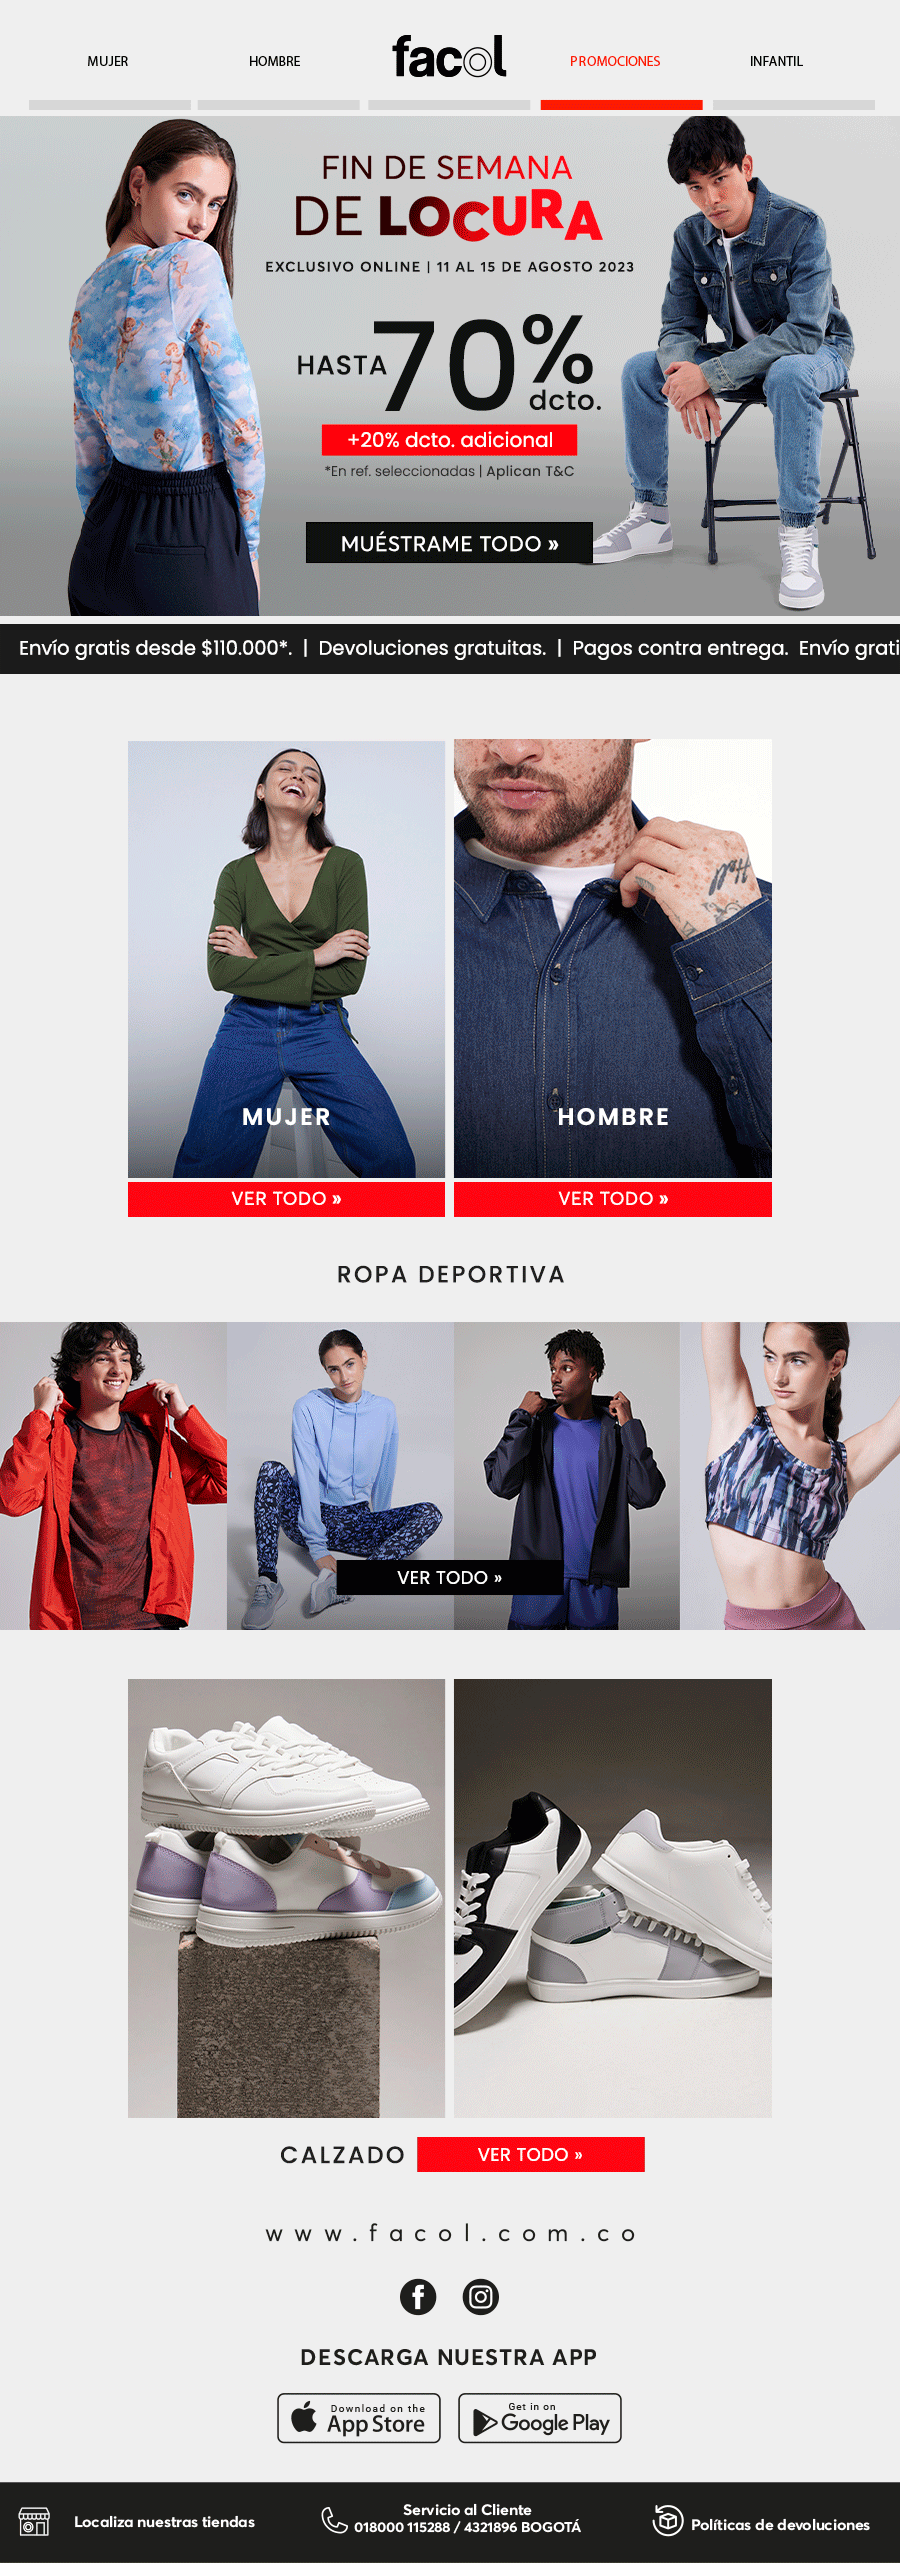 MUJER
HOMBRE
facol
PROMOCIONES
INFANTIL
FIN DE SEMANA
DE LOCURA
EXCLUSIVO ONLINE | 11 AL 15 DE AGOSTO 2023
HASTA 70% dcto.
+20% dcto. adicional
*En ref. seleccionadas | Aplican T&C
MUÉSTRAME TODO »
Envío gratis desde $110.000*. | Devoluciones gratuitas. | Pagos contra entrega. Envío grati
MUJER
HOMBRE
VER TODO »
VER TODO »
ROPA DEPORTIVA
VER TODO »
CALZADO
VER TODO »
www.facol.com.co
DESCARGA NUESTRA APP
Download on the
App Store
Get in on
Google Play
Localiza nuestras tiendas
Servicio al Cliente
018000 115288 / 4321896 BOGOTÁ
Políticas de devoluciones